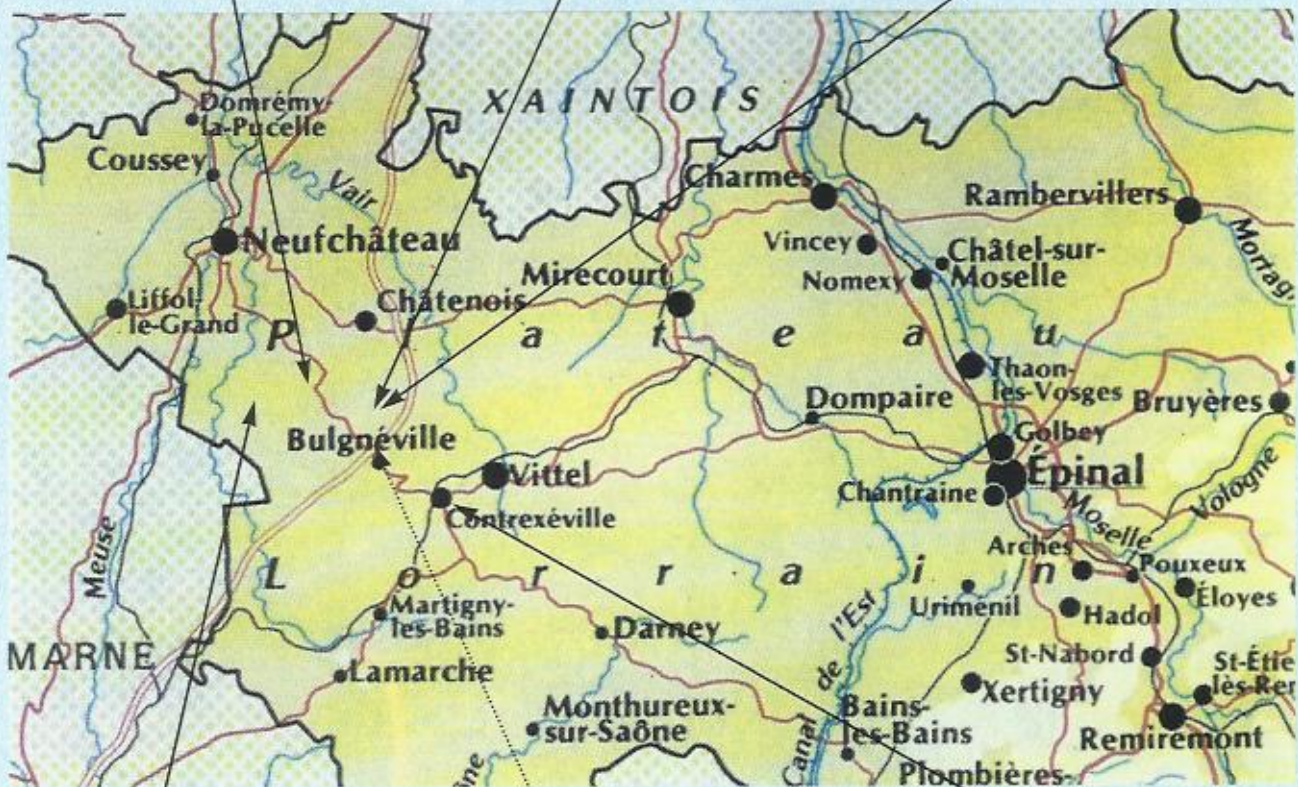 Domrémy-
la-Pucelle
XAINTOIS
Coussey
Vair
Charmes
Rambervillers
Neufchâteau
Vincey
Châtel-sur-
Moselle
Mortag
Mirecourt
Nomexy
Liffol-
le-Grand
Châtenois
P l a t e a u
Thaon-
les-Vosges
Dompaire
Bruyères
Bulgnéville
Golbey
Vittel
Épinal
Chantraine
Vologne
Contrexéville
Moselle
Meuse
Arches
Pouxeux
L o r r a i n
Uriménil
Éloyes
Martigny-
les-Bains
Hadol
Darney
Canal de l'Est
MARNE
Lamarche
St-Nabord
St-Étie
lès-Rer
Xertigny
Monthureux-
sur-Saône
Bains-
les-Bains
Remiremont
ône
Plombières-